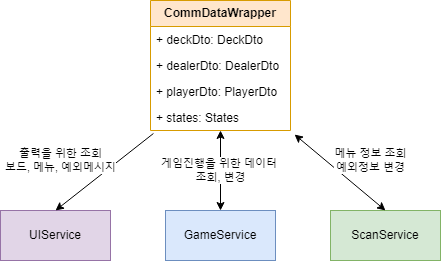 CommDataWrapper
+ deckDto: DeckDto
+ dealerDto: DealerDto
+ playerDto: PlayerDto
+ states: States
출력을 위한 조회
보드, 메뉴, 예외메시지
게임진행을 위한 데이터
조회, 변경
메뉴 정보 조회
예외정보 변경
UIService
GameService
ScanService